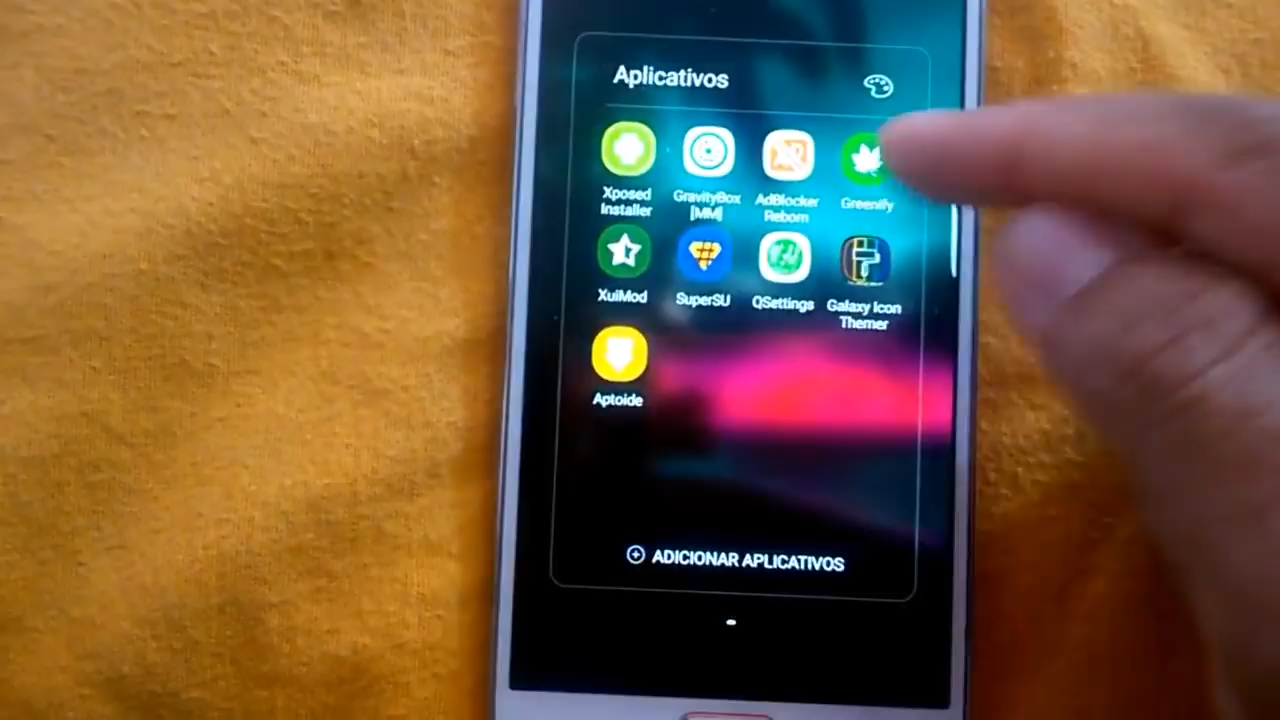 Aplicativos
Xposed
Installer
GravityBox
[MM]
AdBlocker
Reborn
Greenify
XuiMod
SuperSU
QSettings
Galaxy Icon
Themer
Aptoide
ADICIONAR APLICATIVOS